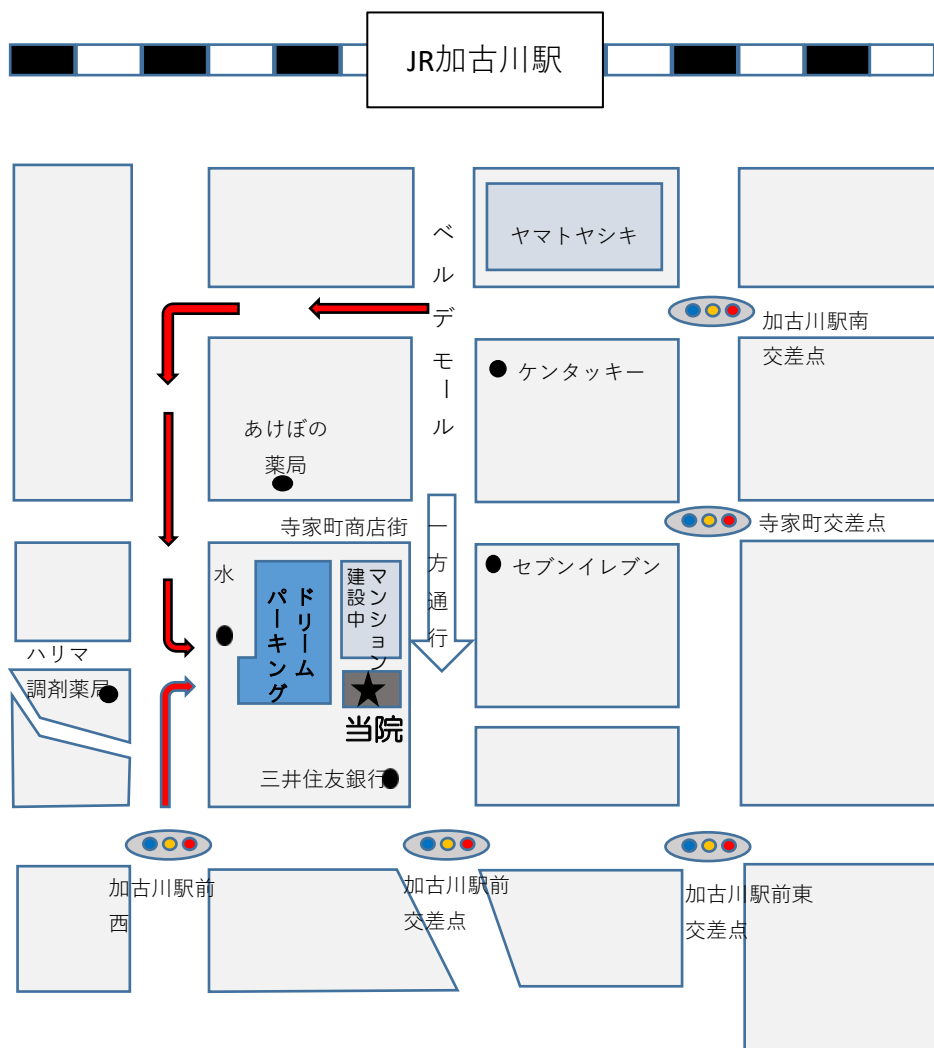 JR加古川駅
ベルデモール
ヤマトヤシキ
加古川駅南
交差点
ケンタッキー
あけぼの
薬局
寺家町商店街
一方通行
寺家町交差点
水
ドリーム
パーキング
マンション
建設中
セブンイレブン
ハリマ
調剤薬局
当院
三井住友銀行
加古川駅前
西
加古川駅前
交差点
加古川駅前東
交差点